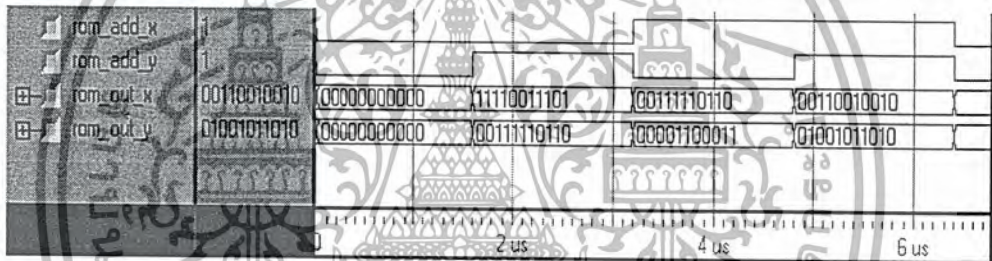 rom_add_x 1
rom_add_y 1
rom_out_x 00110010010 00000000000 11110011101 00111110110 00110010010
rom_out_y 01001011010 00000000000 00111110110 00001100011 01001011010
0 2 us 4 us 6 us